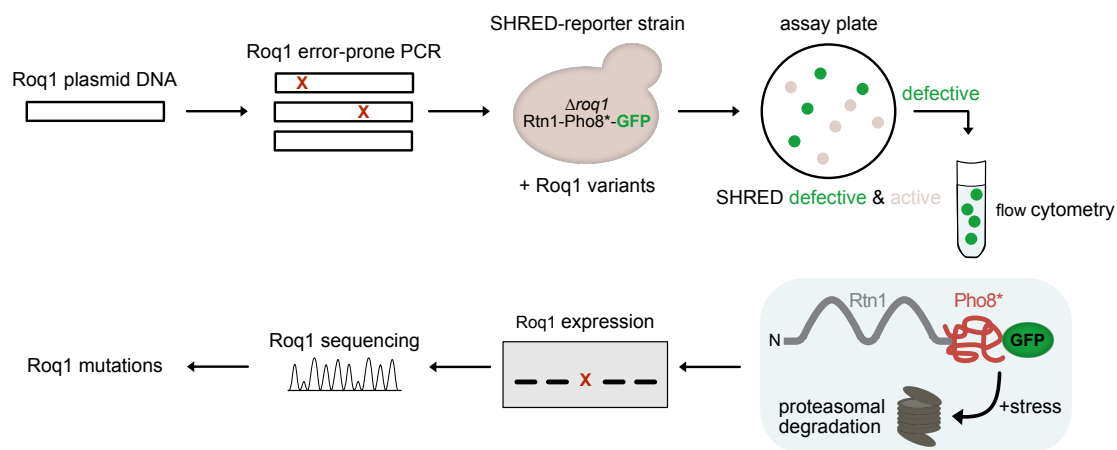 Roq1 plasmid DNA
Roq1 error-prone PCR
X
X
SHRED-reporter strain
Δroq1
Rtn1-Pho8*-GFP
+ Roq1 variants
assay plate
defective
SHRED defective & active
flow cytometry
Rtn1
Pho8*
N
GFP
+stress
proteasomal
degradation
Roq1 expression
X
Roq1 sequencing
Roq1 mutations